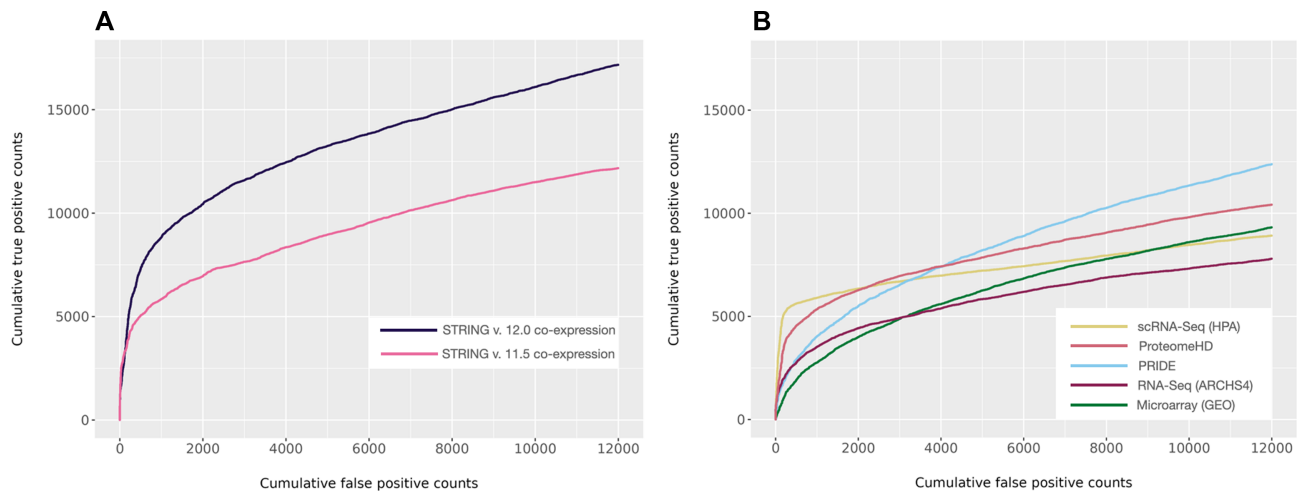 A
Cumulative true positive counts
15000
10000
5000
0
STRING v. 12.0 co-expression
STRING v. 11.5 co-expression
0 2000 4000 6000 8000 10000 12000
Cumulative false positive counts
B
Cumulative true positive counts
15000
10000
5000
0
scRNA-Seq (HPA)
ProteomeHD
PRIDE
RNA-Seq (ARCHS4)
Microarray (GEO)
0 2000 4000 6000 8000 10000 12000
Cumulative false positive counts